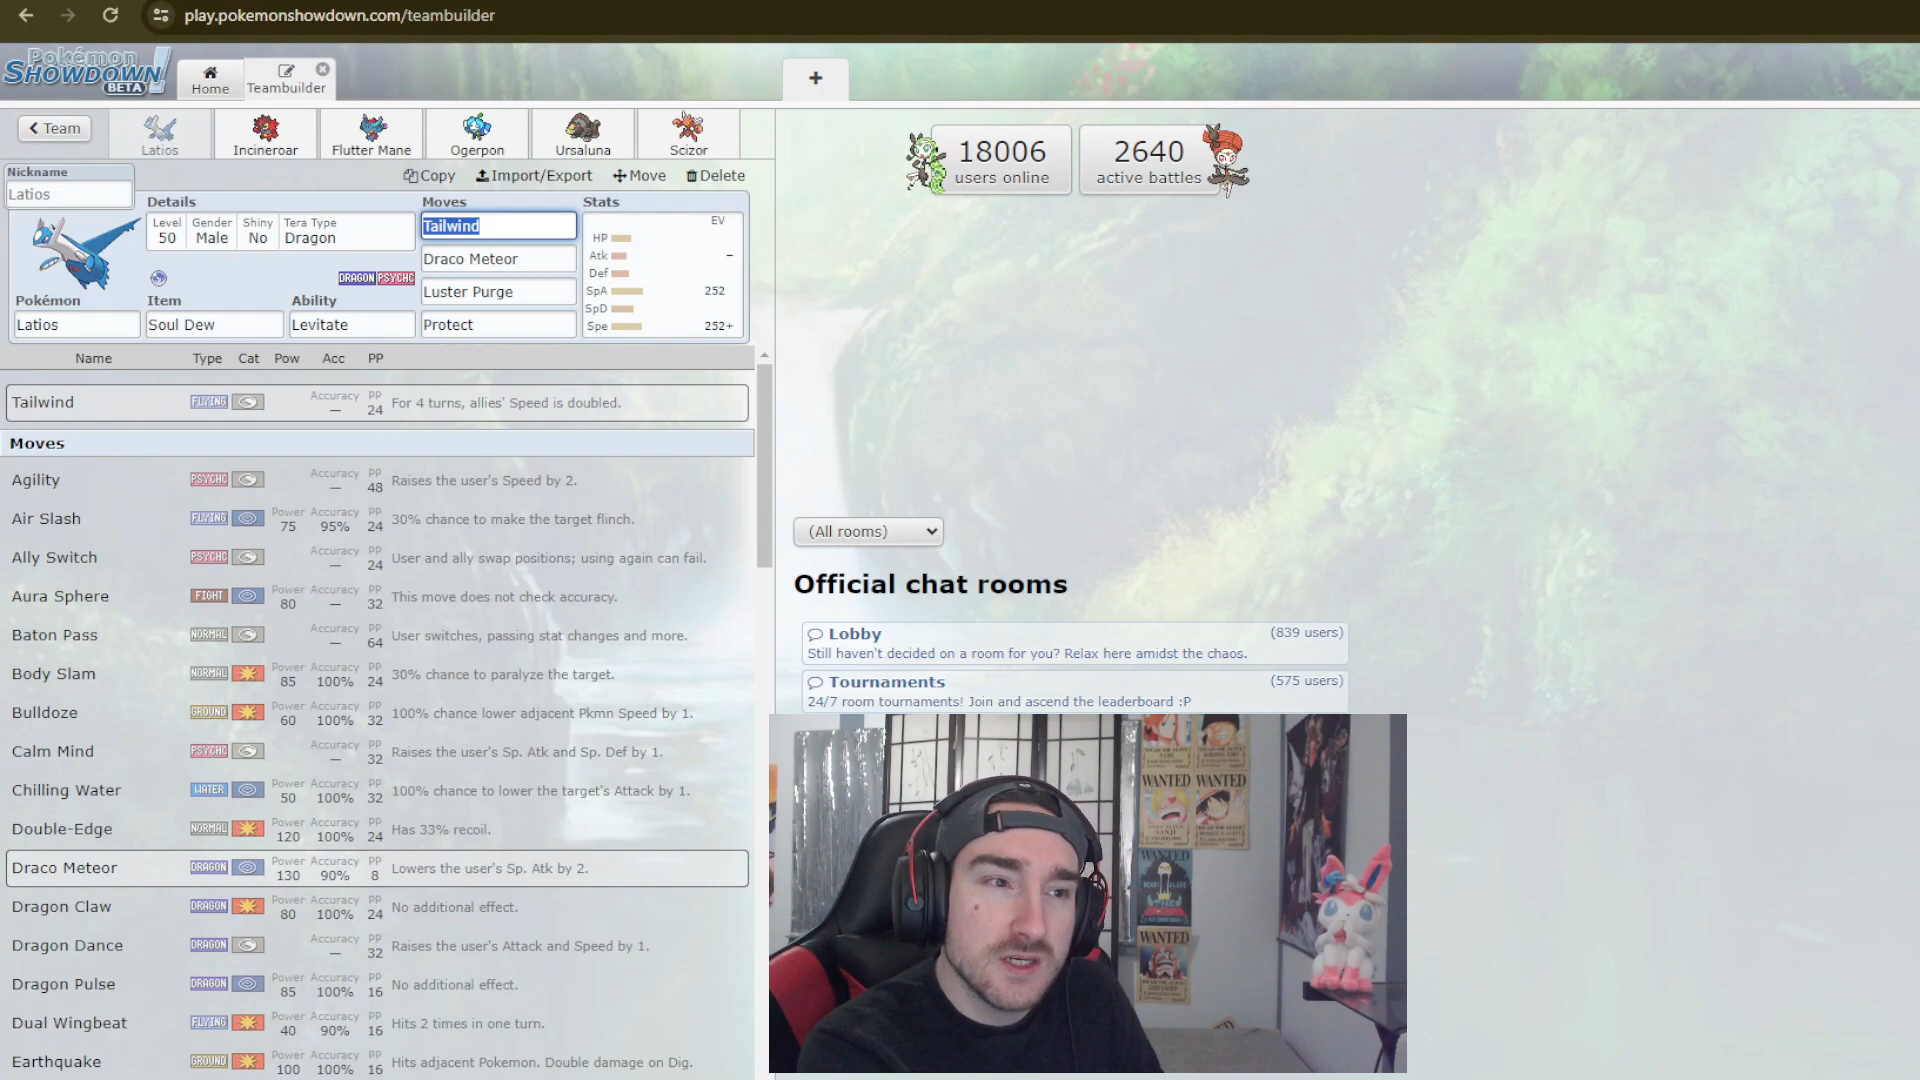 play.pokemonshowdown.com/teambuilder
Pokémon
SHOWDOWN!
BETA
Home
Teambuilder
+
Team
Latios
Incineroar
Flutter Mane
Ogerpon
Ursaluna
Scizor
Copy
Import/Export
Move
Delete
Nickname
Latios
Details
Level
50
Gender
Male
Shiny
No
Tera Type
Dragon
DRAGON PSYCHC
Pokémon
Latios
Item
Soul Dew
Ability
Levitate
Moves
Tailwind
Draco Meteor
Luster Purge
Protect
Stats
EV
HP
Atk –
Def
SpA 252
SpD
Spe 252+
Name Type Cat Pow Acc PP
Tailwind FLYING Accuracy — PP 24 For 4 turns, allies' Speed is doubled.
Moves
Agility PSYCHC Accuracy — PP 48 Raises the user's Speed by 2.
Air Slash FLYING Power 75 Accuracy 95% PP 24 30% chance to make the target flinch.
Ally Switch PSYCHC Accuracy — PP 24 User and ally swap positions; using again can fail.
Aura Sphere FIGHT Power 80 Accuracy — PP 32 This move does not check accuracy.
Baton Pass NORMAL Accuracy — PP 64 User switches, passing stat changes and more.
Body Slam NORMAL Power 85 Accuracy 100% PP 24 30% chance to paralyze the target.
Bulldoze GROUND Power 60 Accuracy 100% PP 32 100% chance lower adjacent Pkmn Speed by 1.
Calm Mind PSYCHC Accuracy — PP 32 Raises the user's Sp. Atk and Sp. Def by 1.
Chilling Water WATER Power 50 Accuracy 100% PP 32 100% chance to lower the target's Attack by 1.
Double-Edge NORMAL Power 120 Accuracy 100% PP 24 Has 33% recoil.
Draco Meteor DRAGON Power 130 Accuracy 90% PP 8 Lowers the user's Sp. Atk by 2.
Dragon Claw DRAGON Power 80 Accuracy 100% PP 24 No additional effect.
Dragon Dance DRAGON Accuracy — PP 32 Raises the user's Attack and Speed by 1.
Dragon Pulse DRAGON Power 85 Accuracy 100% PP 16 No additional effect.
Dual Wingbeat FLYING Power 40 Accuracy 90% PP 16 Hits 2 times in one turn.
Earthquake GROUND Power 100 Accuracy 100% PP 16 Hits adjacent Pokemon. Double damage on Dig.
18006
users online
2640
active battles
(All rooms)
Official chat rooms
Lobby (839 users)
Still haven't decided on a room for you? Relax here amidst the chaos.
Tournaments (575 users)
24/7 room tournaments! Join and ascend the leaderboard :P
WANTED
WANTED
SANJI
WANTED